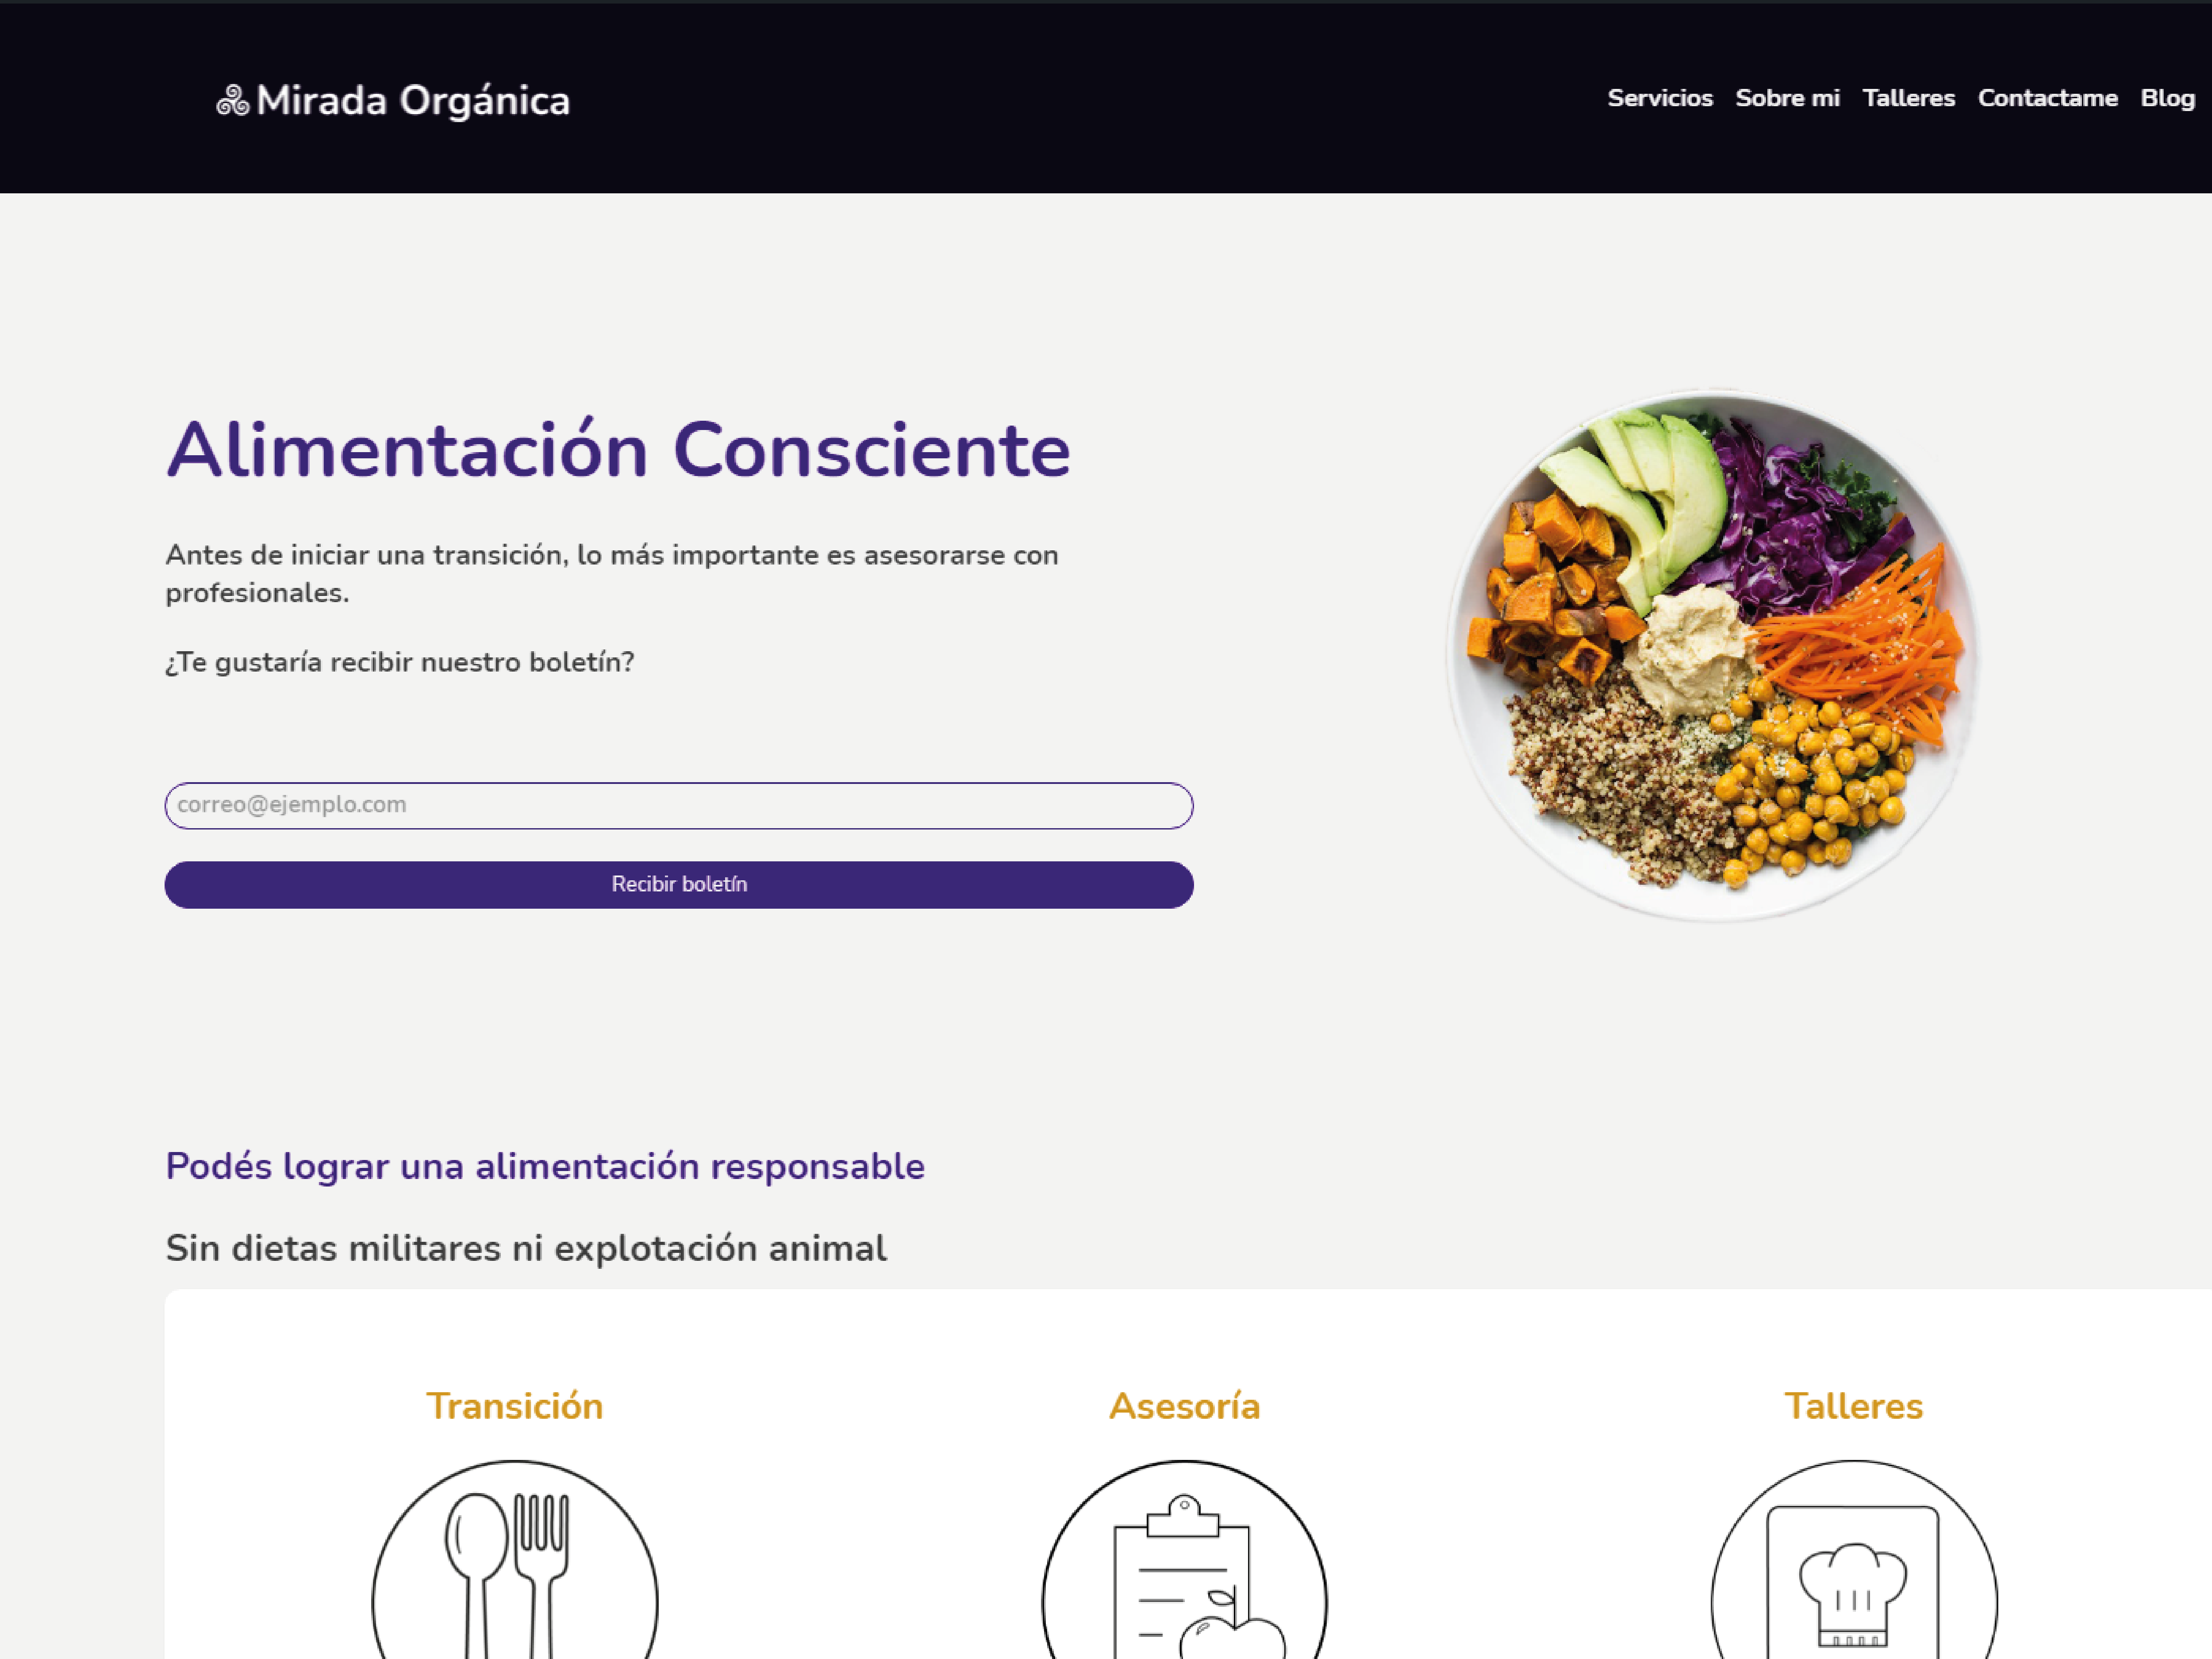 Mirada Orgánica
Servicios Sobre mi Talleres Contactame Blog
Alimentación Consciente
Antes de iniciar una transición, lo más importante es asesorarse con
profesionales.
¿Te gustaría recibir nuestro boletín?
correo@ejemplo.com
Recibir boletín
Podés lograr una alimentación responsable
Sin dietas militares ni explotación animal
Transición
Asesoría
Talleres